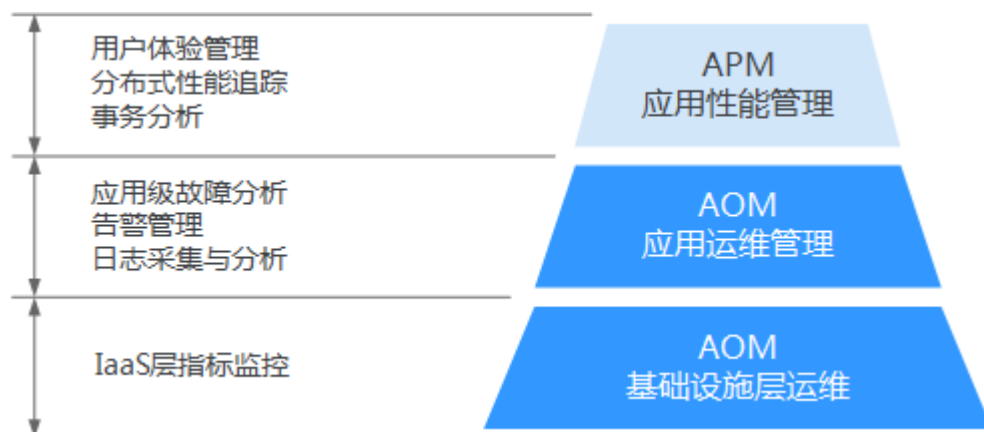 用户体验管理
分布式性能追踪
事务分析
APM
应用性能管理
应用级故障分析
告警管理
日志采集与分析
AOM
应用运维管理
IaaS层指标监控
AOM
基础设施层运维